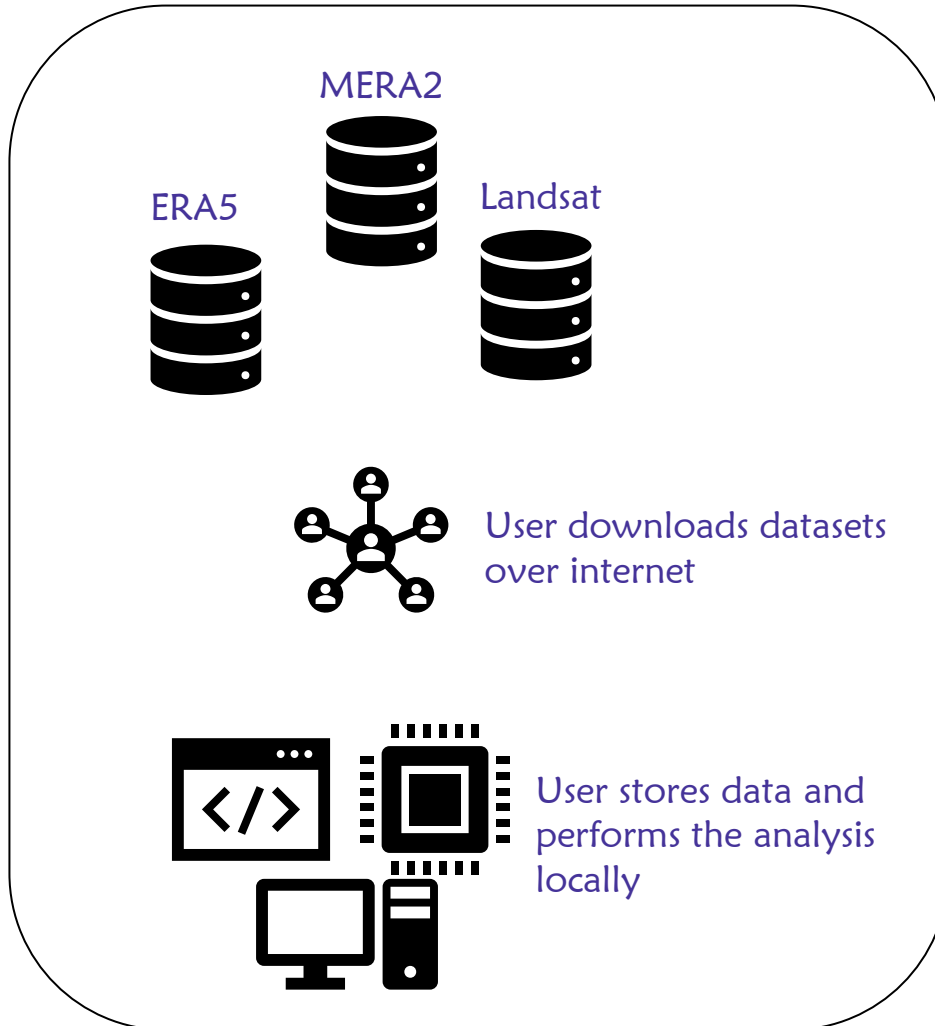 MERA2
ERA5
Landsat
User downloads datasets
over internet
</>
User stores data and
performs the analysis
locally